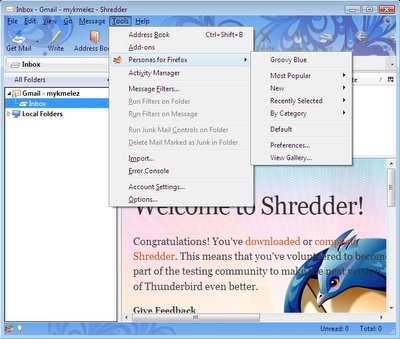 Inbox - Gmail - mykmelez - Shredder
File Edit View Go Message Tools Help
Get Mail Write Address Book Delete
Inbox
All Folders
Gmail - mykmelez
Inbox
Local Folders
Address Book Ctrl+Shift+B
Add-ons
Personas for Firefox
Activity Manager
Message Filters...
Run Filters on Folder
Run Filters on Message
Run Junk Mail Controls on Folder
Delete Mail Marked as Junk in Folder
Import...
Error Console
Account Settings...
Options...
Groovy Blue
Most Popular
New
Recently Selected
By Category
Default
Preferences...
View Gallery...
Welcome to Shredder!
Congratulations! You've downloaded or
Shredder. This means that you've volunteered to become
part of the testing community to make the next version
of Thunderbird even better.
Give Feedback
Unread: 0 Total: 0